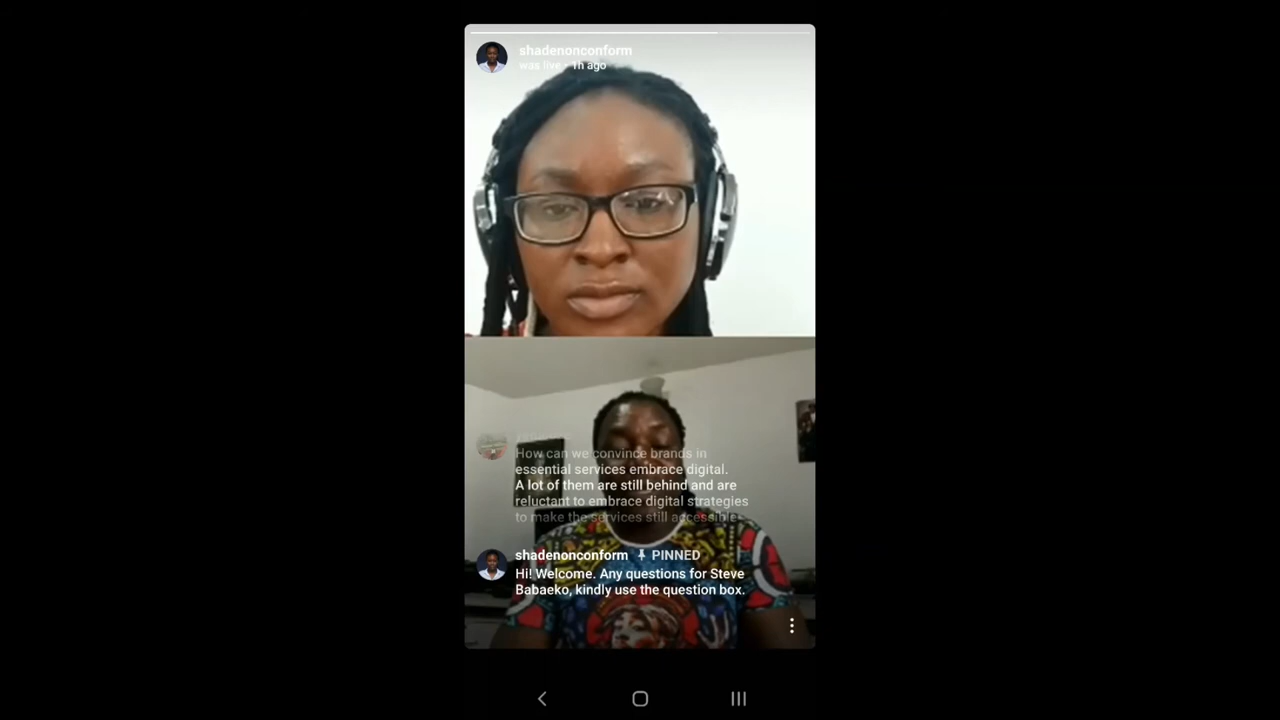 shadenonconform
was live • 1h ago
How can we convince brands in
essential services embrace digital.
A lot of them are still behind and are
reluctant to embrace digital strategies
to make the services still accessible
shadenonconform PINNED
Hi! Welcome. Any questions for Steve
Babaeko, kindly use the question box.